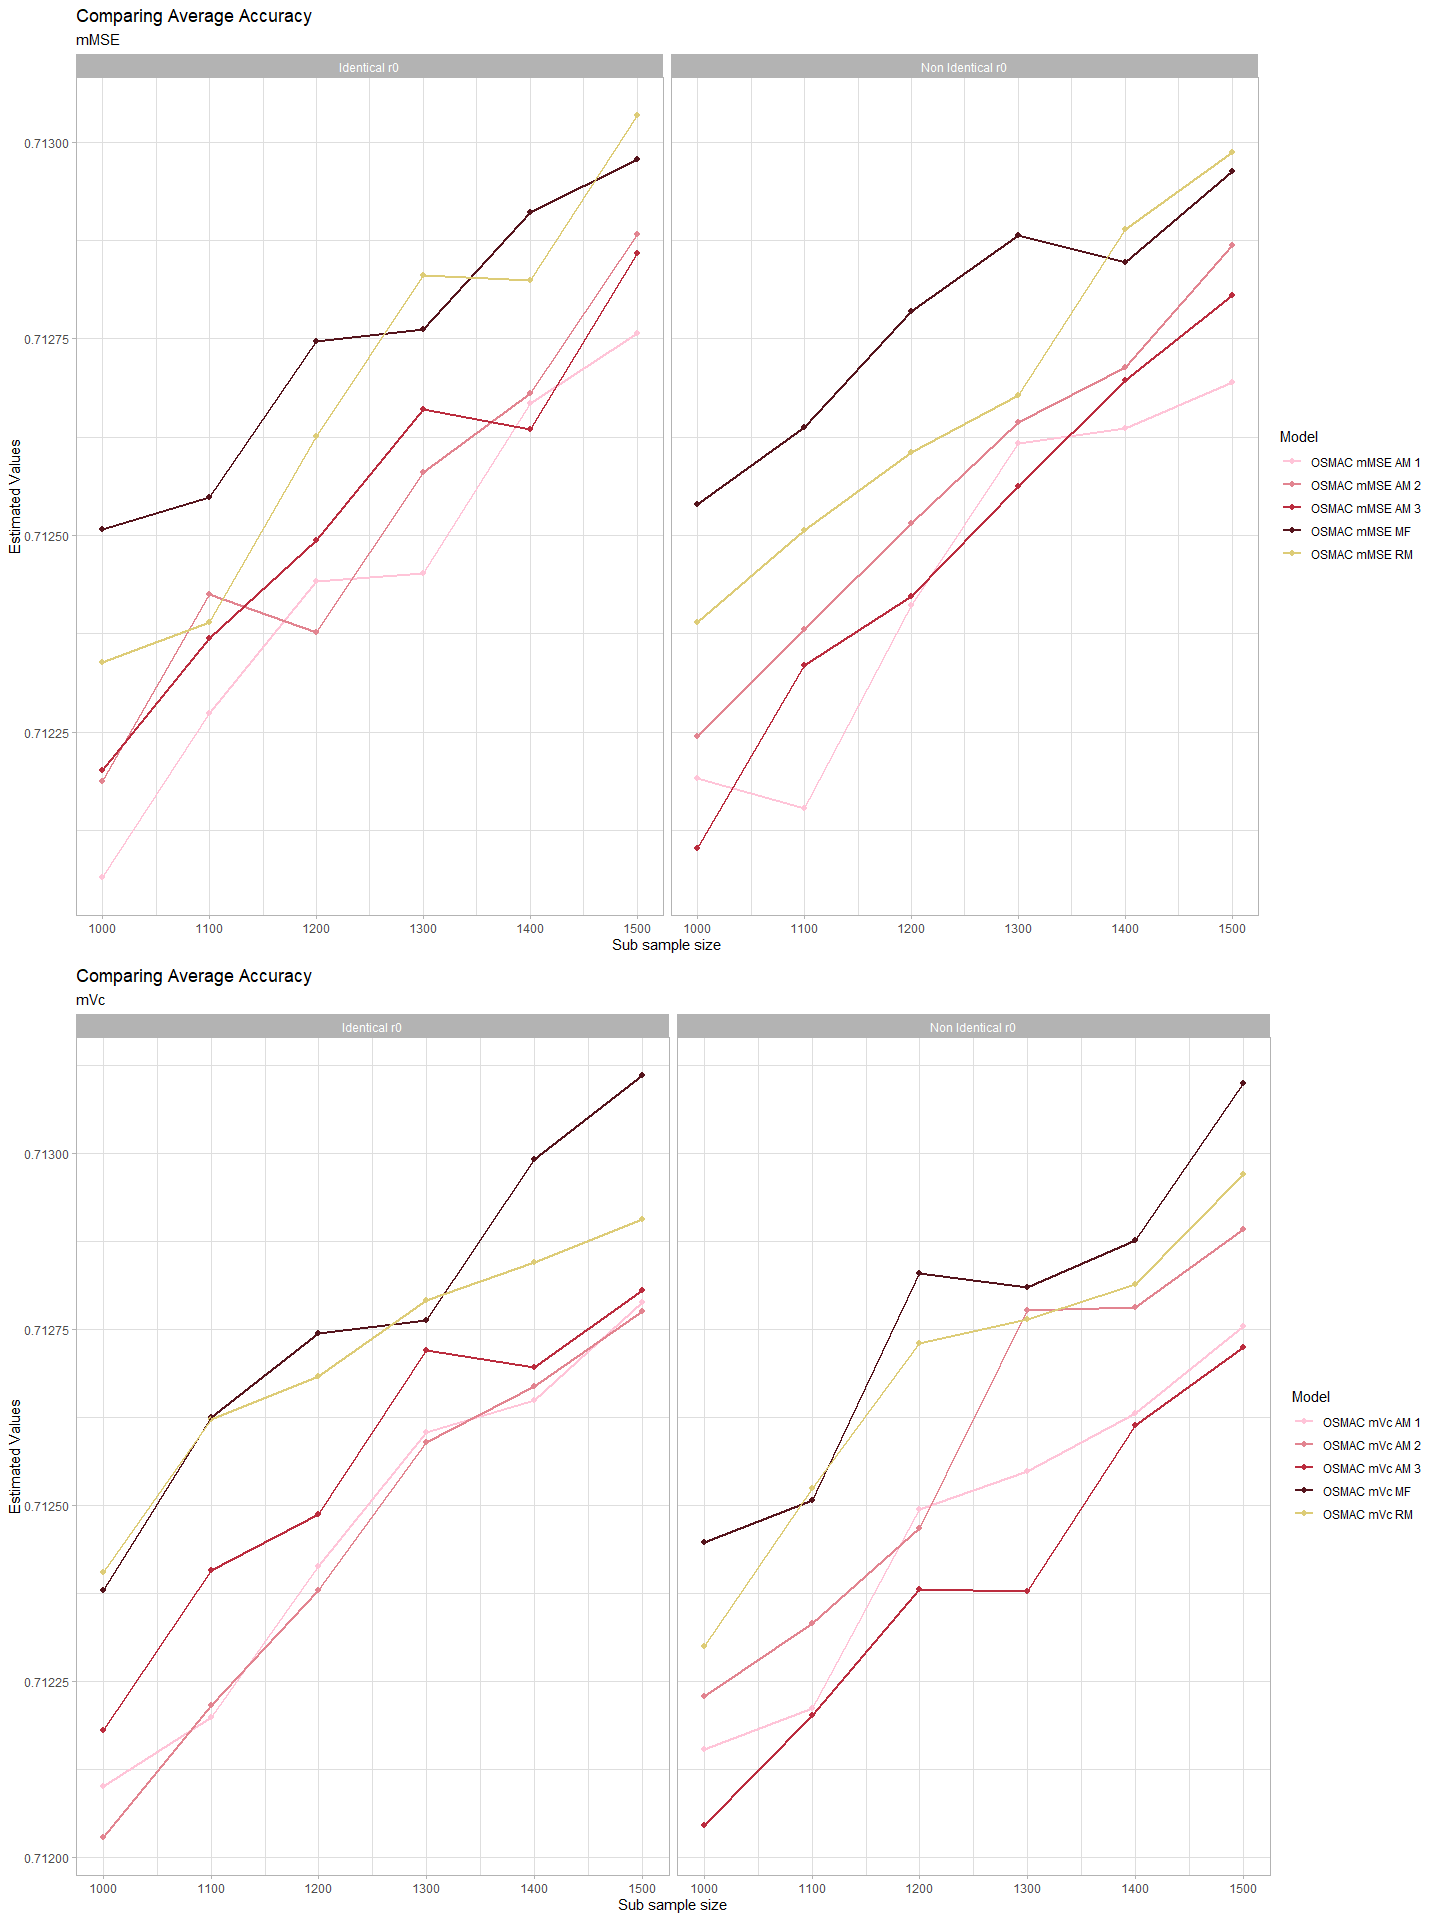 Comparing Average Accuracy
mMSE
Identical r0
Non Identical r0
0.71300
0.71275
0.71250
0.71225
Estimated Values
1000 1100 1200 1300 1400 1500
1000 1100 1200 1300 1400 1500
Sub sample size
Model
OSMAC mMSE AM 1
OSMAC mMSE AM 2
OSMAC mMSE AM 3
OSMAC mMSE MF
OSMAC mMSE RM
Comparing Average Accuracy
mVc
Identical r0
Non Identical r0
0.71300
0.71275
0.71250
0.71225
0.71200
Estimated Values
1000 1100 1200 1300 1400 1500
1000 1100 1200 1300 1400 1500
Sub sample size
Model
OSMAC mVc AM 1
OSMAC mVc AM 2
OSMAC mVc AM 3
OSMAC mVc MF
OSMAC mVc RM